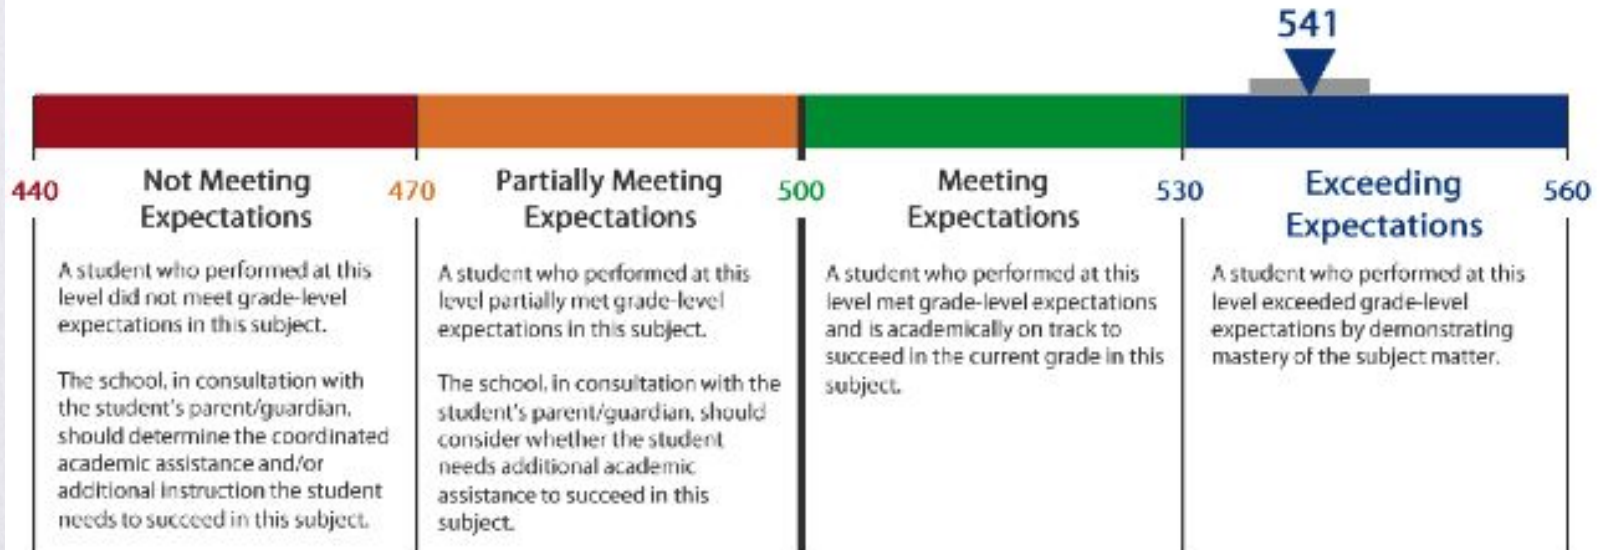 541
440
Not Meeting
Expectations
470
Partially Meeting
Expectations
500
Meeting
Expectations
530
Exceeding
Expectations
560
A student who performed at this
level did not meet grade-level
expectations in this subject.
The school, in consultation with
the student's parent/guardian,
should determine the coordinated
academic assistance and/or
additional instruction the student
needs to succeed in this subject.
A student who performed at this
level partially met grade-level
expectations in this subject.
The school, in consultation with the
student's parent/guardian, should
consider whether the student
needs additional academic
assistance to succeed in this
subject.
A student who performed at this
level met grade-level expectations
and is academically on track to
succeed in the current grade in this
subject.
A student who performed at this
level exceeded grade-level
expectations by demonstrating
mastery of the subject matter.